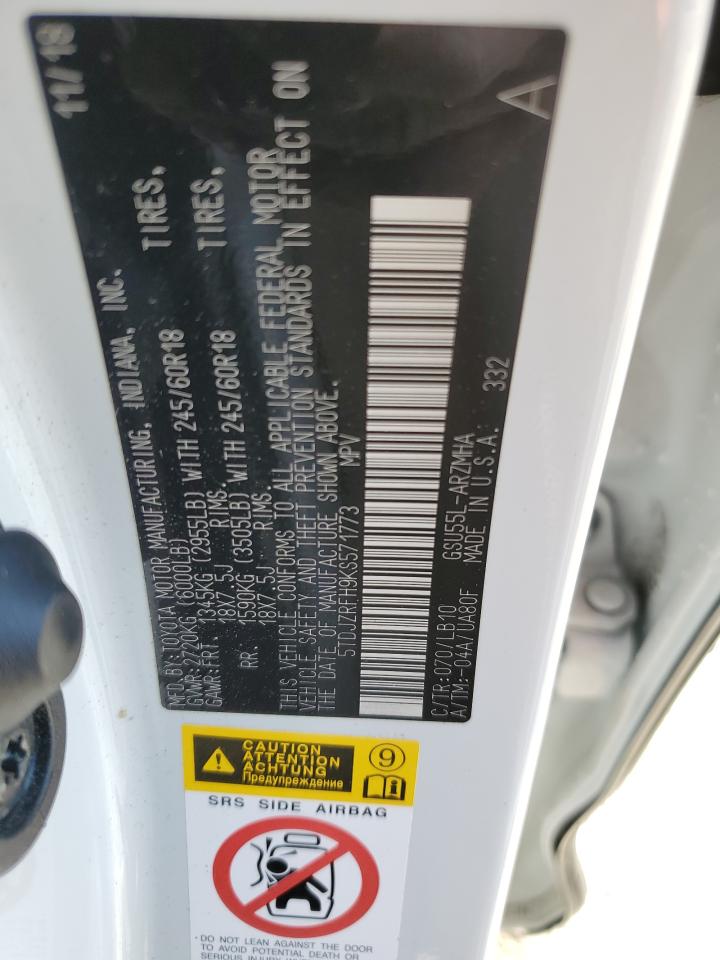 MFD.BY:TOYOTA MOTOR MANUFACTURING, INDIANA, INC. 11/18
GVWR:2720KG (6000LB)
GAWR:FRT. 1345KG (2955LB) WITH 245/60R18 TIRES,
18X7.5J RIMS.
RR. 1590KG (3505LB) WITH 245/60R18 TIRES,
18X7.5J RIMS.
THIS VEHICLE CONFORMS TO ALL APPLICABLE FEDERAL MOTOR
VEHICLE SAFETY AND THEFT PREVENTION STANDARDS IN EFFECT ON
THE DATE OF MANUFACTURE SHOWN ABOVE.
5TDJZRFH9KS571773 MPV
C/TR:070/LB10 GSU55L-ARZMHA
A/TM:-04A/UA80F MADE IN U.S.A. 332 A
CAUTION
ATTENTION
ACHTUNG
Предупреждение
9
SRS SIDE AIRBAG
· DO NOT LEAN AGAINST THE DOOR
TO AVOID POTENTIAL DEATH OR
SERIOUS INJURY